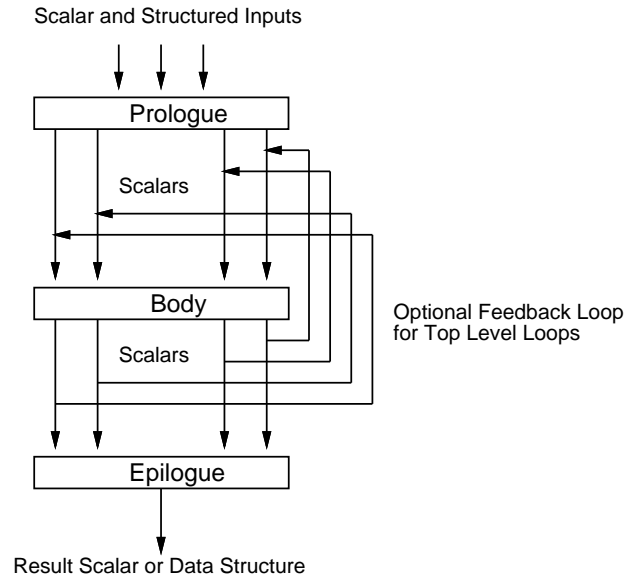 Scalar and Structured Inputs
Prologue
Scalars
Body
Optional Feedback Loop
for Top Level Loops
Scalars
Epilogue
Result Scalar or Data Structure